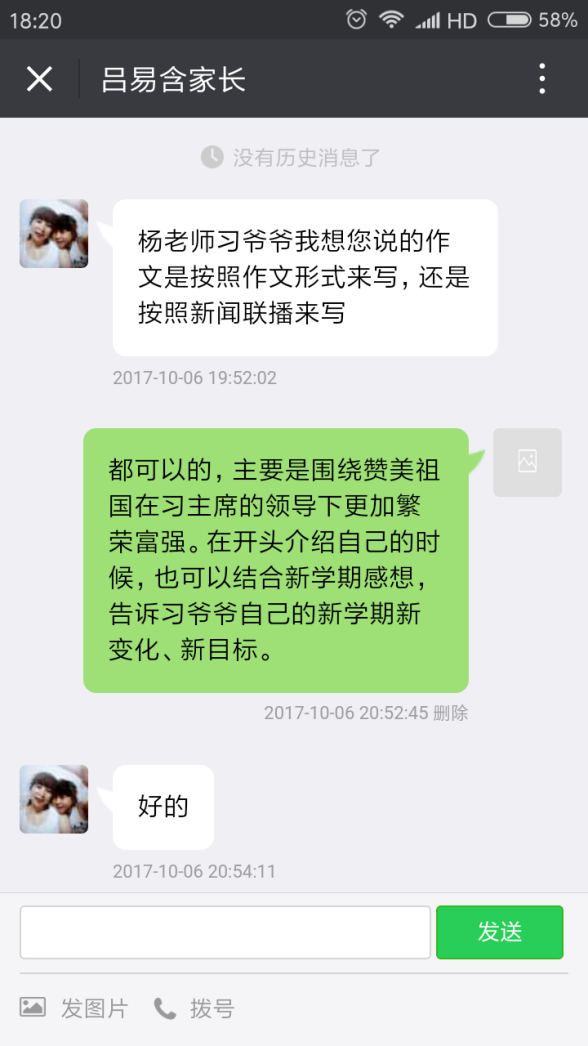 18:20 HD 58%
吕易含家长
没有历史消息了
杨老师习爷爷我想您说的作
文是按照作文形式来写,还是
按照新闻联播来写
2017-10-06 19:52:02
都可以的,主要是围绕赞美祖
国在习主席的领导下更加繁
荣富强。在开头介绍自己的时
候,也可以结合新学期感想,
告诉习爷爷自己的新学期新
变化、新目标。
2017-10-06 20:52:45 删除
好的
2017-10-06 20:54:11
发送
发图片 拨号